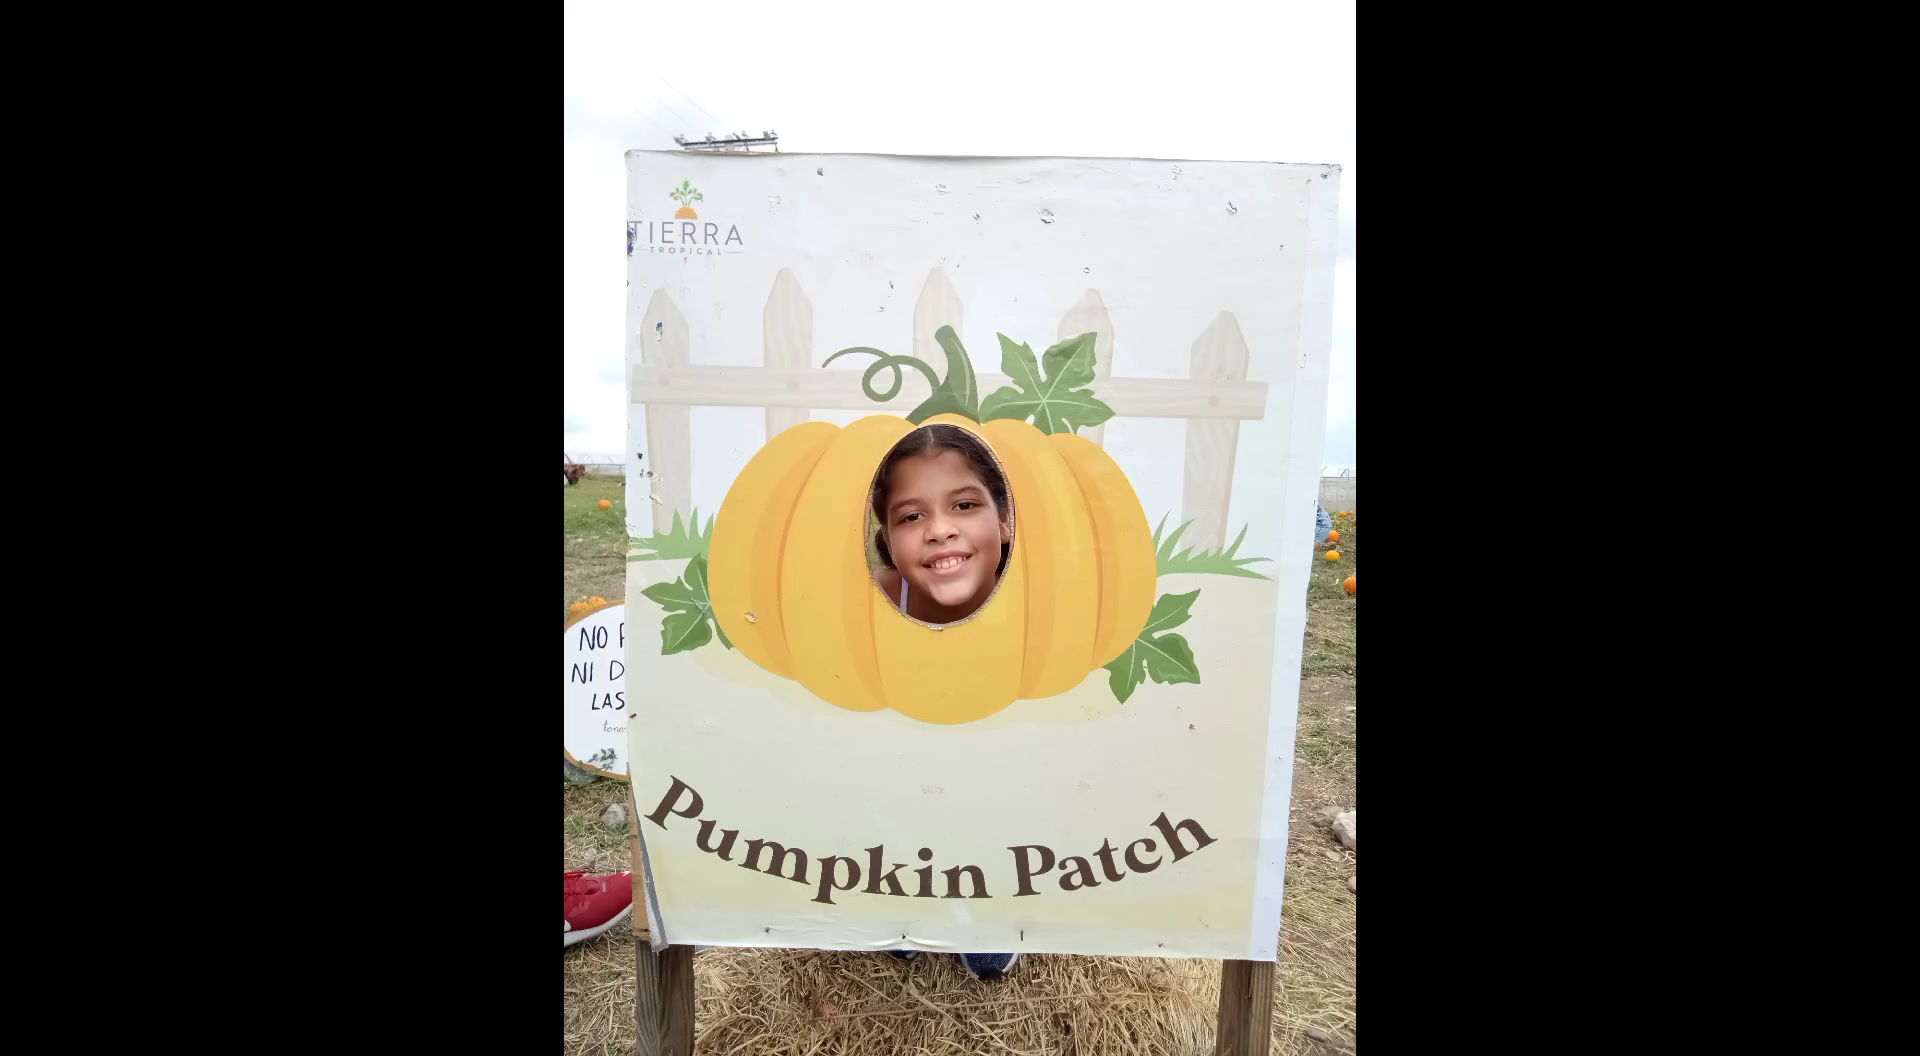 TIERRA
TROPICAL
NO
NI D
LAS
Pumpkin Patch